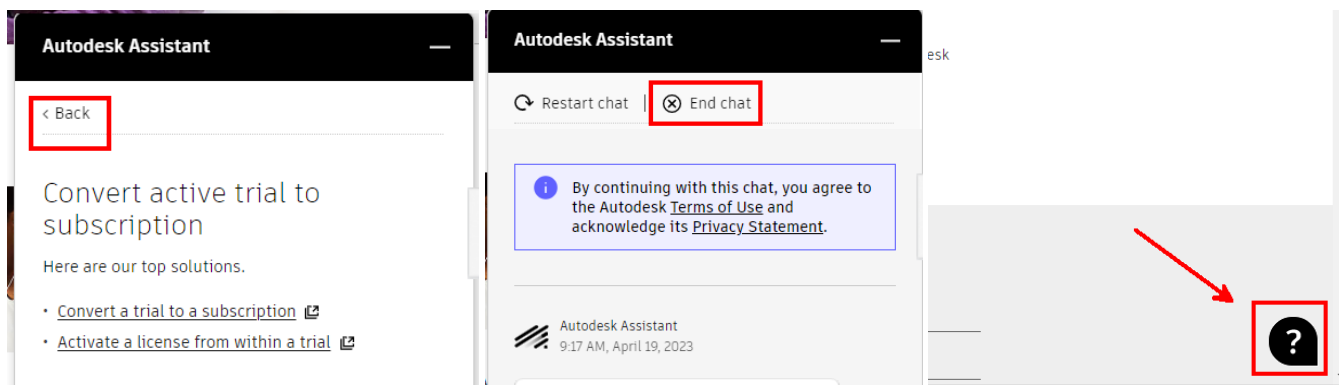 Autodesk Assistant
< Back
Convert active trial to
subscription
Here are our top solutions.
• Convert a trial to a subscription
• Activate a license from within a trial
Autodesk Assistant
Restart chat | End chat
i
By continuing with this chat, you agree to
the Autodesk Terms of Use and
acknowledge its Privacy Statement.
Autodesk Assistant
9:17 AM, April 19, 2023
esk
?